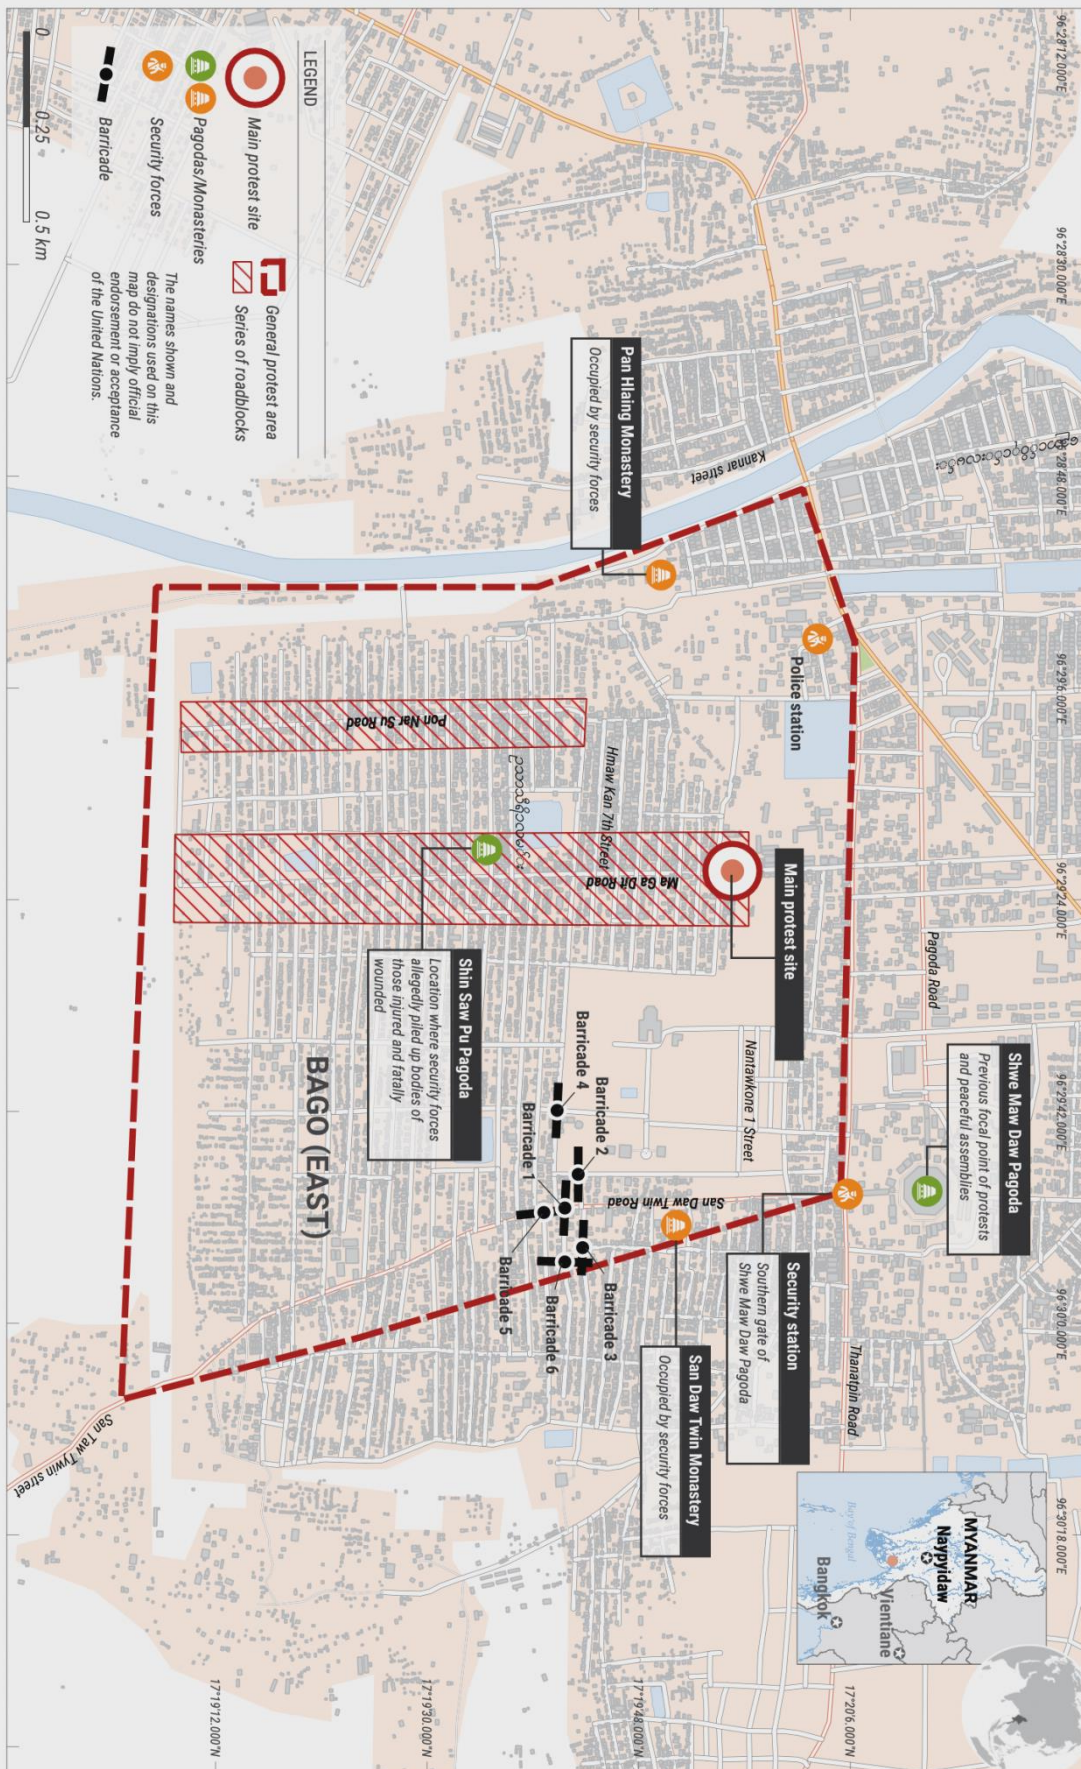 96°28'12.000"E
96°28'30.000"E
96°28'48.000"E
96°29'6.000"E
96°29'24.000"E
96°29'42.000"E
96°30'0.000"E
96°30'18.000"E
17°20'6.000"N
17°19'48.000"N
17°19'30.000"N
17°19'12.000"N
MYANMAR
Naypyidaw
Vientiane
Bangkok
Bay of Bengal
Shwe Maw Daw Pagoda
Previous focal point of protests
and peaceful assemblies
Pagoda Road
Thanatpin Road
Police station
Kannar street
Pan Hlaing Monastery
Occupied by security forces
Main protest site
Security station
Southern gate of
Shwe Maw Daw Pagoda
Nantawkone 1 Street
San Daw Twin Road
San Daw Twin Monastery
Occupied by security forces
Hmaw Kan 7th Street
Ma Ga Dit Road
Pon Nar Su Road
Barricade 4
Barricade 2
Barricade 1
Barricade 3
Barricade 6
Barricade 5
Shin Saw Pu Pagoda
Location where security forces
allegedly piled up bodies of
those injured and fatally
wounded
BAGO (EAST)
San Taw Tywin street
LEGEND
Main protest site
Pagodas/Monasteries
Security forces
Barricade
General protest area
Series of roadblocks
The names shown and
designations used on this
map do not imply official
endorsement or acceptance
of the United Nations.
0 0.25 0.5 km